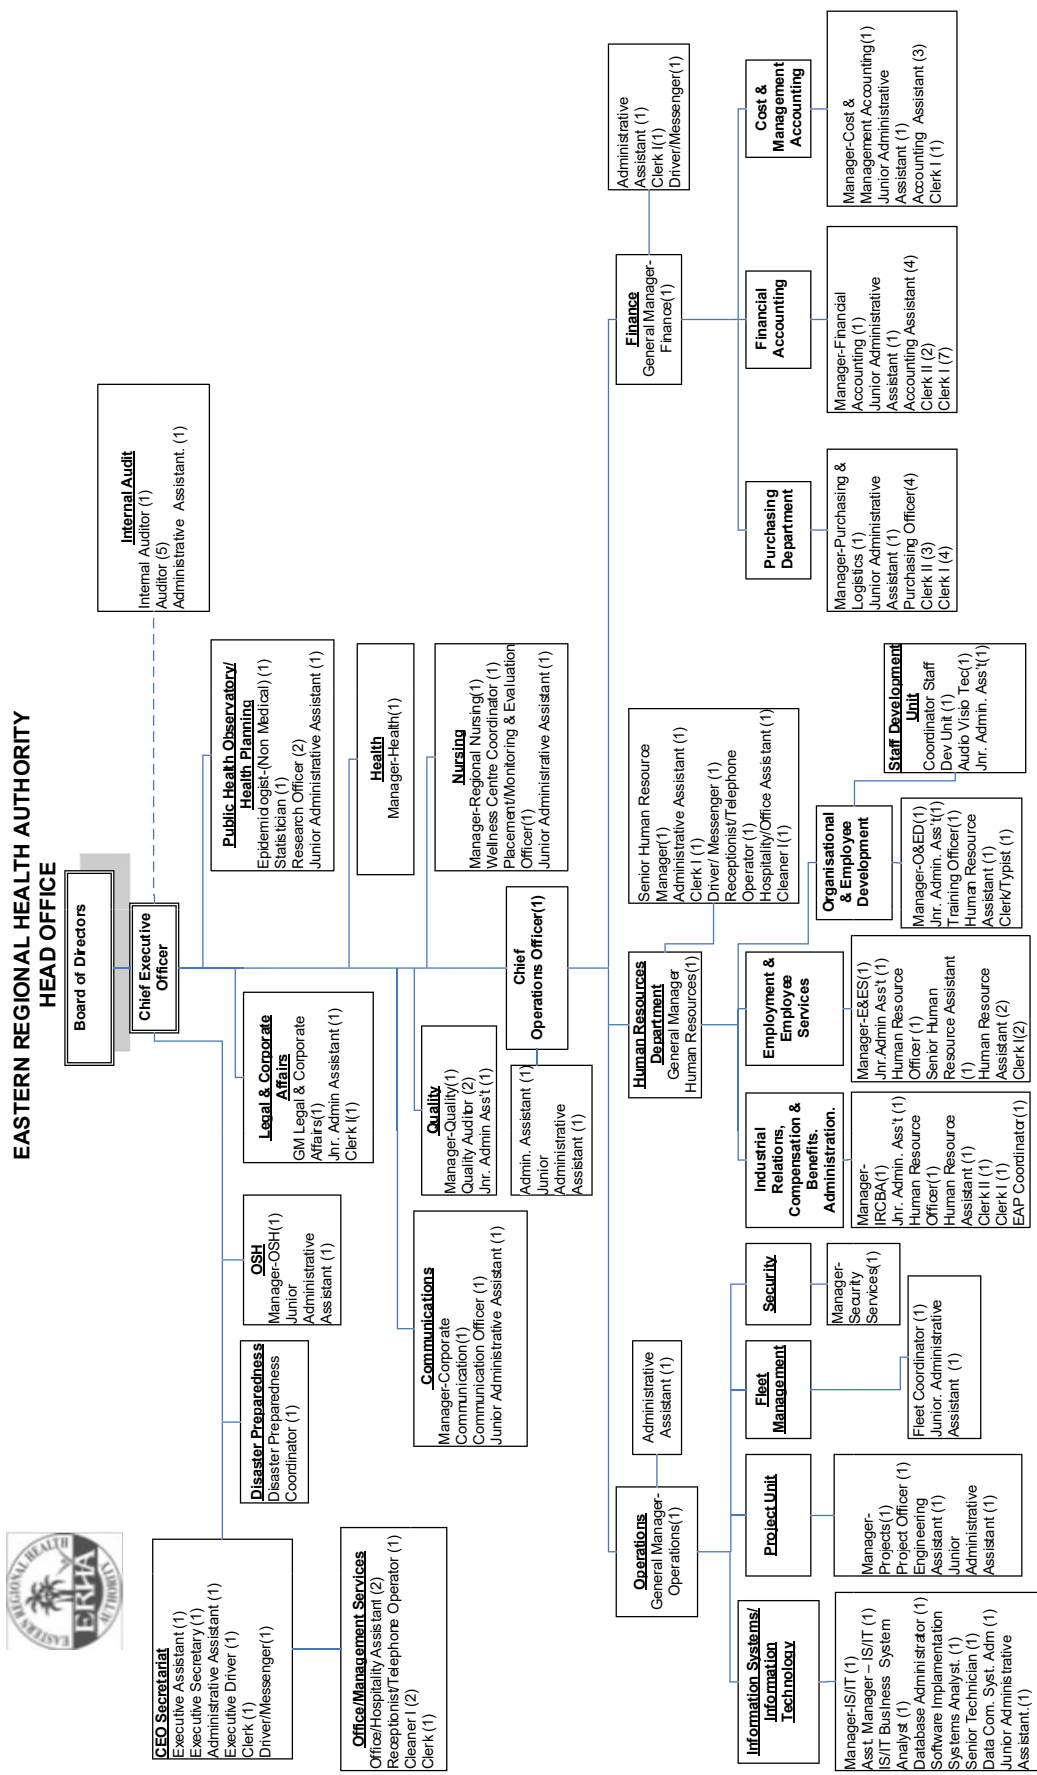 EASTERN REGIONAL HEALTH AUTHORITY
HEAD OFFICE
EASTERN REGIONAL HEALTH
AUTHORITY
ERHA
Board of Directors
Chief Executive
Officer
Internal Audit
Internal Auditor (1)
Auditor (5)
Administrative Assistant. (1)
CEO Secretariat
Executive Assistant (1)
Executive Secretary (1)
Administrative Assistant (1)
Executive Driver (1)
Clerk (1)
Driver/Messenger(1)
Office/Management Services
Office/Hospitality Assistant (2)
Receptionist/Telephone Operator (1)
Cleaner I (2)
Clerk (1)
Disaster Preparedness
Disaster Preparedness
Coordinator (1)
OSH
Manager-OSH(1)
Junior
Administrative
Assistant (1)
Legal & Corporate
Affairs
GM Legal & Corporate
Affairs(1)
Jnr. Admin Assistant (1)
Clerk I(1)
Public Health Observatory/
Health Planning
Epidemiologist-(Non Medical) (1)
Statistician (1)
Research Officer (2)
Junior Administrative Assistant (1)
Health
Manager-Health(1)
Communications
Manager-Corporate
Communication(1)
Communication Officer (1)
Junior Administrative Assistant (1)
Quality
Manager-Quality(1)
Quality Auditor (2)
Jnr. Admin Ass't (1)
Nursing
Manager-Regional Nursing(1)
Wellness Centre Coordinator (1)
Placement/Monitoring & Evaluation
Officer(1)
Junior Administrative Assistant (1)
Chief
Operations Officer(1)
Admin. Assistant (1)
Junior
Administrative
Assistant (1)
Operations
General Manager-
Operations(1)
Administrative
Assistant (1)
Human Resources
Department
General Manager
Human Resources(1)
Senior Human Resource
Manager(1)
Administrative Assistant (1)
Clerk I (1)
Driver/ Messenger (1)
Receptionist/Telephone
Operator (1)
Hospitality/Office Assistant (1)
Cleaner I(1)
Finance
General Manager-
Finance(1)
Administrative
Assistant (1)
Clerk I(1)
Driver/Messenger(1)
Information Systems/
Information
Technology
Manager-IS/IT (1)
Asst Manager – IS/IT (1)
IS/IT Business System
Analyst (1)
Database Administrator (1)
Software Implamentation
Systems Analyst. (1)
Senior Technician (1)
Data Com. Syst. Adm (1)
Junior Administrative
Assistant.(1)
Project Unit
Manager-
Projects(1)
Project Officer (1)
Engineering
Assistant (1)
Junior
Administrative
Assistant (1)
Fleet
Management
Fleet Coordinator (1)
Junior. Administrative
Assistant (1)
Security
Manager-
Security
Services(1)
Industrial
Relations,
Compensation &
Benefits.
Administration.
Manager-
IRCBA(1)
Jnr. Admin. Ass't (1)
Human Resource
Officer(1)
Human Resource
Assistant (1)
Clerk II (1)
Clerk I (1)
EAP Coordinator(1)
Employment &
Employee
Services
Manager-E&ES(1)
Jnr.Admin Ass't (1)
Human Resource
Officer (1)
Senior Human
Resource Assistant
(1)
Human Resource
Assistant (2)
Clerk I(2)
Organisational
& Employee
Development
Manager-O&ED(1)
Jnr. Admin. Ass't(1)
Training Officer(1)
Human Resource
Assistant (1)
Clerk/Typist (1)
Staff Development
Unit
Coordinator Staff
Dev Unit (1)
Audio Visio Tec(1)
Jnr. Admin. Ass't(1)
Purchasing
Department
Manager-Purchasing &
Logistics (1)
Junior Administrative
Assistant (1)
Purchasing Officer(4)
Clerk II (3)
Clerk I (4)
Financial
Accounting
Manager-Financial
Accounting (1)
Junior Administrative
Assistant (1)
Accounting Assistant (4)
Clerk II (2)
Clerk I (7)
Cost &
Management
Accounting
Manager-Cost &
Management Accounting(1)
Junior Administrative
Assistant (1)
Accounting Assistant (3)
Clerk I (1)